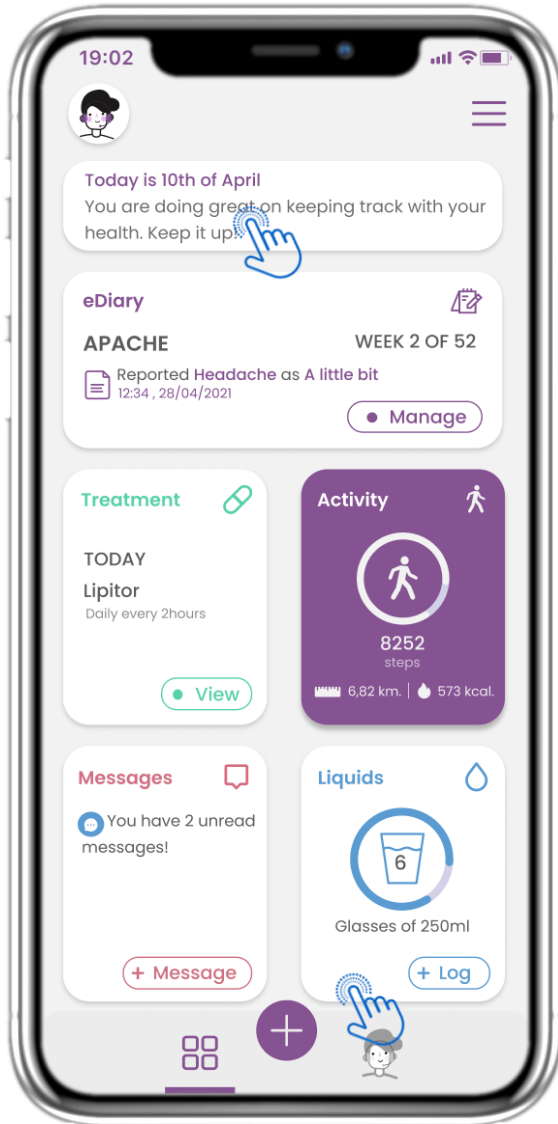 19:02
Today is 10th of April
You are doing great on keeping track with your
health. Keep it up!
eDiary
APACHE
WEEK 2 OF 52
Reported Headache as A little bit
12:34 , 28/04/2021
Manage
Treatment
TODAY
Lipitor
Daily every 2hours
View
Activity
8252
steps
6,82 km. | 573 kcal.
Messages
You have 2 unread
messages!
+ Message
Liquids
6
Glasses of 250ml
+ Log